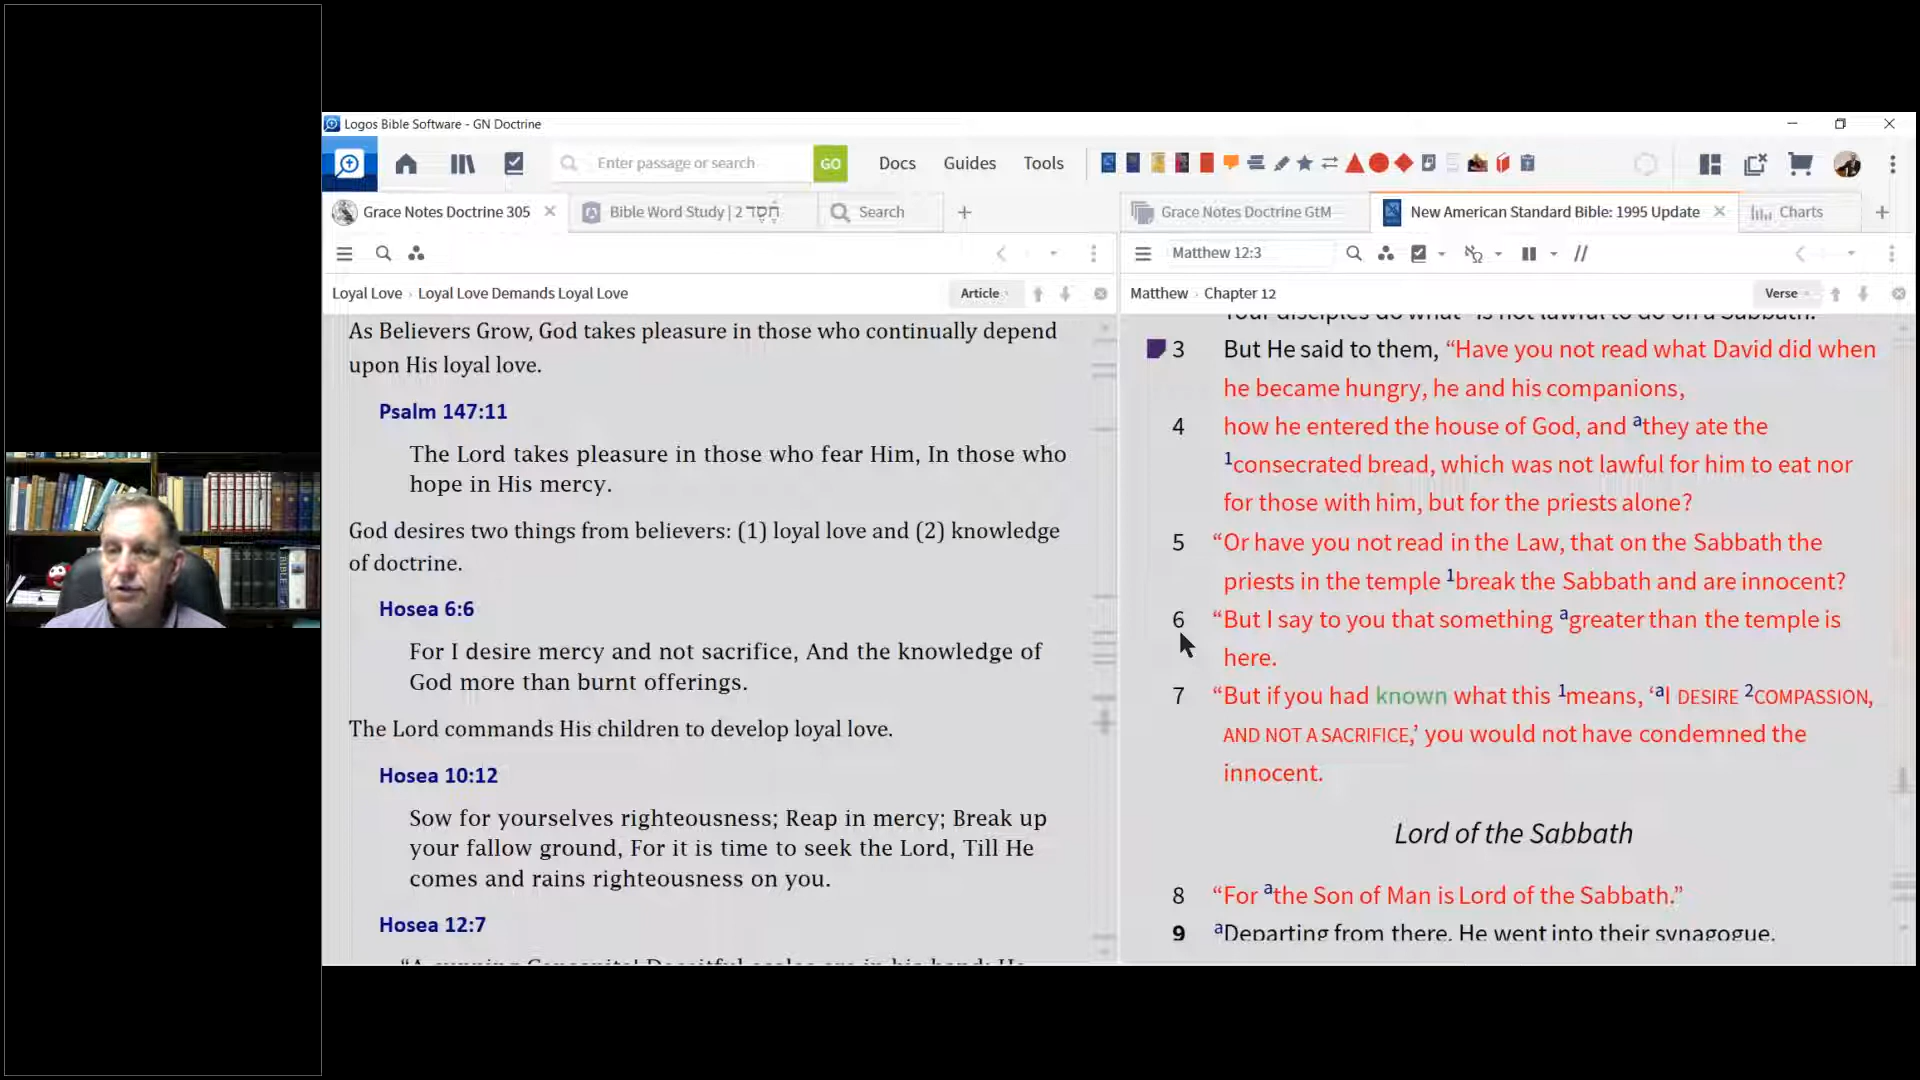 Logos Bible Software - GN Doctrine
Enter passage or search
GO
Docs
Guides
Tools
Grace Notes Doctrine 305
Bible Word Study | 2 חֶסֶד
Search
Grace Notes Doctrine GtM
New American Standard Bible: 1995 Update
Charts
Matthew 12:3
Loyal Love › Loyal Love Demands Loyal Love
Article
Matthew › Chapter 12
Verse
As Believers Grow, God takes pleasure in those who continually depend
upon His loyal love.
Psalm 147:11
The Lord takes pleasure in those who fear Him, In those who
hope in His mercy.
God desires two things from believers: (1) loyal love and (2) knowledge
of doctrine.
Hosea 6:6
For I desire mercy and not sacrifice, And the knowledge of
God more than burnt offerings.
The Lord commands His children to develop loyal love.
Hosea 10:12
Sow for yourselves righteousness; Reap in mercy; Break up
your fallow ground, For it is time to seek the Lord, Till He
comes and rains righteousness on you.
Hosea 12:7
Your disciples do what is not lawful to do on a Sabbath."
3 But He said to them, “Have you not read what David did when
he became hungry, he and his companions,
4 how he entered the house of God, and ᵃthey ate the
¹consecrated bread, which was not lawful for him to eat nor
for those with him, but for the priests alone?
5 “Or have you not read in the Law, that on the Sabbath the
priests in the temple ¹break the Sabbath and are innocent?
6 “But I say to you that something ᵃgreater than the temple is
here.
7 “But if you had known what this ¹means, ‘ᵃI DESIRE ²COMPASSION,
AND NOT A SACRIFICE,’ you would not have condemned the
innocent.
Lord of the Sabbath
8 “For ᵃthe Son of Man is Lord of the Sabbath.”
9 ᵃDeparting from there, He went into their synagogue.
BIBLE